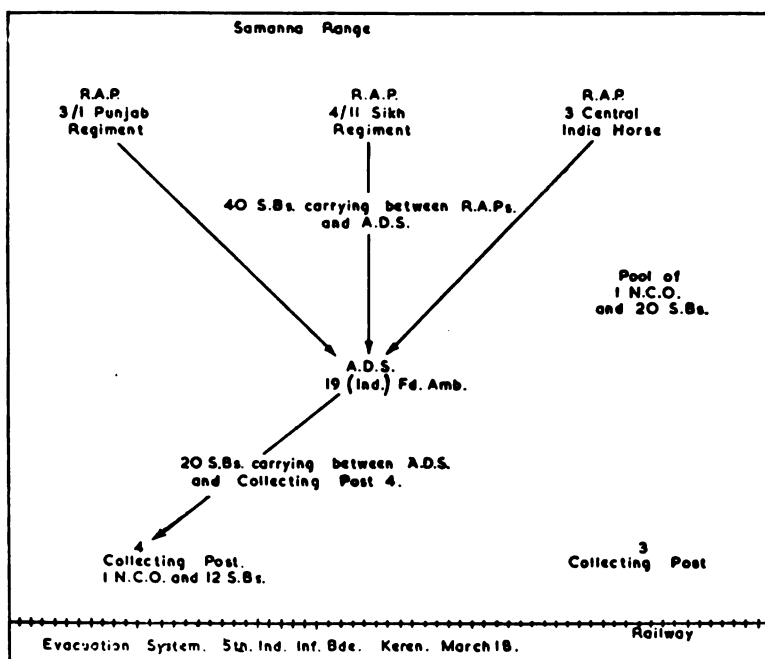 Samanna Range
R.A.P.
3/1 Punjab
Regiment
R.A.P.
4/11 Sikh
Regiment
R.A.P.
3 Central
India Horse
40 S.Bs. carrying between R.A.Ps.
and A.D.S.
Pool of
1 N.C.O.
and 20 S.Bs.
A.D.S.
19 (Ind.) Fd. Amb.
20 S.Bs. carrying between A.D.S.
and Collecting Post 4.
4
Collecting Post.
1 N.C.O. and 12 S.Bs.
3
Collecting Post
Railway
Evacuation System. 5th. Ind. Inf. Bde. Keren. March 18.